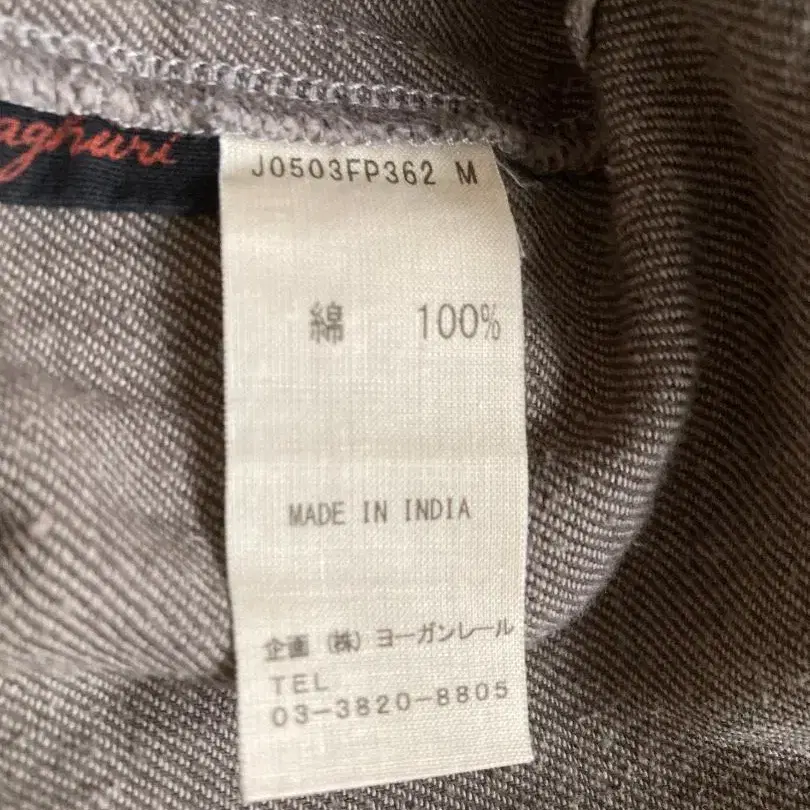 aghuri
J0503FP362 M
綿 100%
MADE IN INDIA
企画 (株) ヨーガンレール
TEL
03-3820-8805